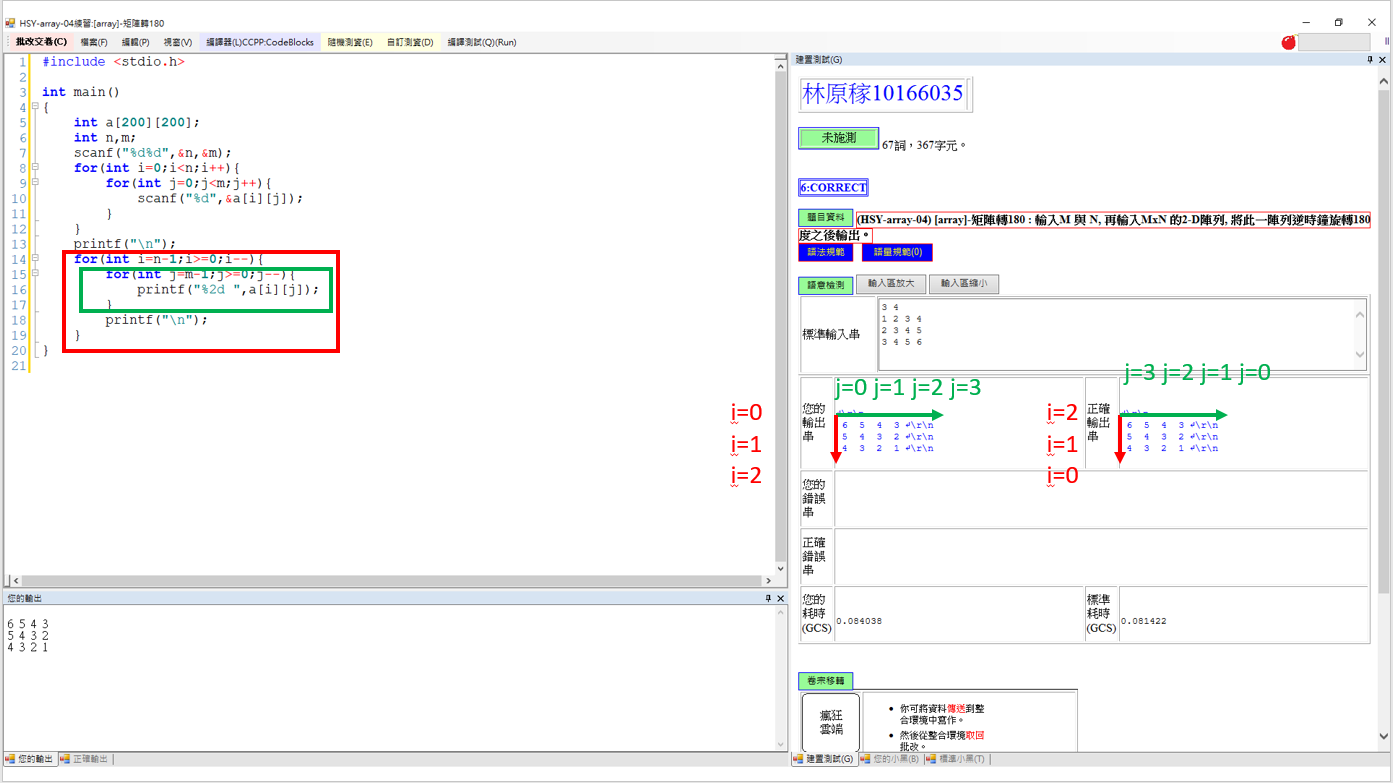 HSY-array-04練習:[array]-矩陣轉180
批改交卷(C) 檔案(F) 編輯(P) 視窗(V) 編譯器(L)CCPP:CodeBlocks 隨機測資(E) 自訂測資(D) 編譯測試(Q)(Run)
1 #include <stdio.h>
2
3 int main()
4 {
5 int a[200][200];
6 int n,m;
7 scanf("%d%d",&n,&m);
8 for(int i=0;i<n;i++){
9 for(int j=0;j<m;j++){
10 scanf("%d",&a[i][j]);
11 }
12 }
13 printf("\n");
14 for(int i=n-1;i>=0;i--){
15 for(int j=m-1;j>=0;j--){
16 printf("%2d ",a[i][j]);
17 }
18 printf("\n");
19 }
20 }
21
您的輸出
6 5 4 3
5 4 3 2
4 3 2 1
您的輸出 正確輸出
建置測試(G)
林原稼10166035
未施測 67詞，367字元。
6:CORRECT
題目資料 (HSY-array-04) [array]-矩陣轉180 : 輸入M 與 N, 再輸入MxN 的2-D陣列, 將此一陣列逆時鐘旋轉180
度之後輸出。
語法規範 語量規範(0)
語意檢測 輸入區放大 輸入區縮小
標準輸入串
3 4
1 2 3 4
2 3 4 5
3 4 5 6
j=0 j=1 j=2 j=3
i=0
i=1
i=2
您的
輸出
串
6 5 4 3 ↲\r\n
5 4 3 2 ↲\r\n
4 3 2 1 ↲\r\n
j=3 j=2 j=1 j=0
i=2
i=1
i=0
正確
輸出
串
6 5 4 3 ↲\r\n
5 4 3 2 ↲\r\n
4 3 2 1 ↲\r\n
您的
錯誤
串
正確
錯誤
串
您的
耗時
(GCS)
0.084038
標準
耗時
(GCS)
0.081422
卷宗移轉
瘋狂
雲端
• 你可將資料傳送到整
合環境中寫作。
• 然後從整合環境取回
批改。
建置測試(G) 您的小黑(B) 標準小黑(T)